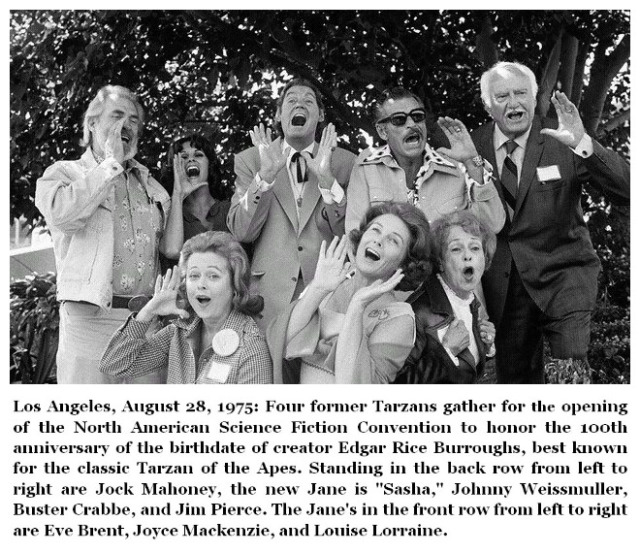 Los Angeles, August 28, 1975: Four former Tarzans gather for the opening
of the North American Science Fiction Convention to honor the 100th
anniversary of the birthdate of creator Edgar Rice Burroughs, best known
for the classic Tarzan of the Apes. Standing in the back row from left to
right are Jock Mahoney, the new Jane is "Sasha," Johnny Weissmuller,
Buster Crabbe, and Jim Pierce. The Jane's in the front row from left to right
are Eve Brent, Joyce Mackenzie, and Louise Lorraine.